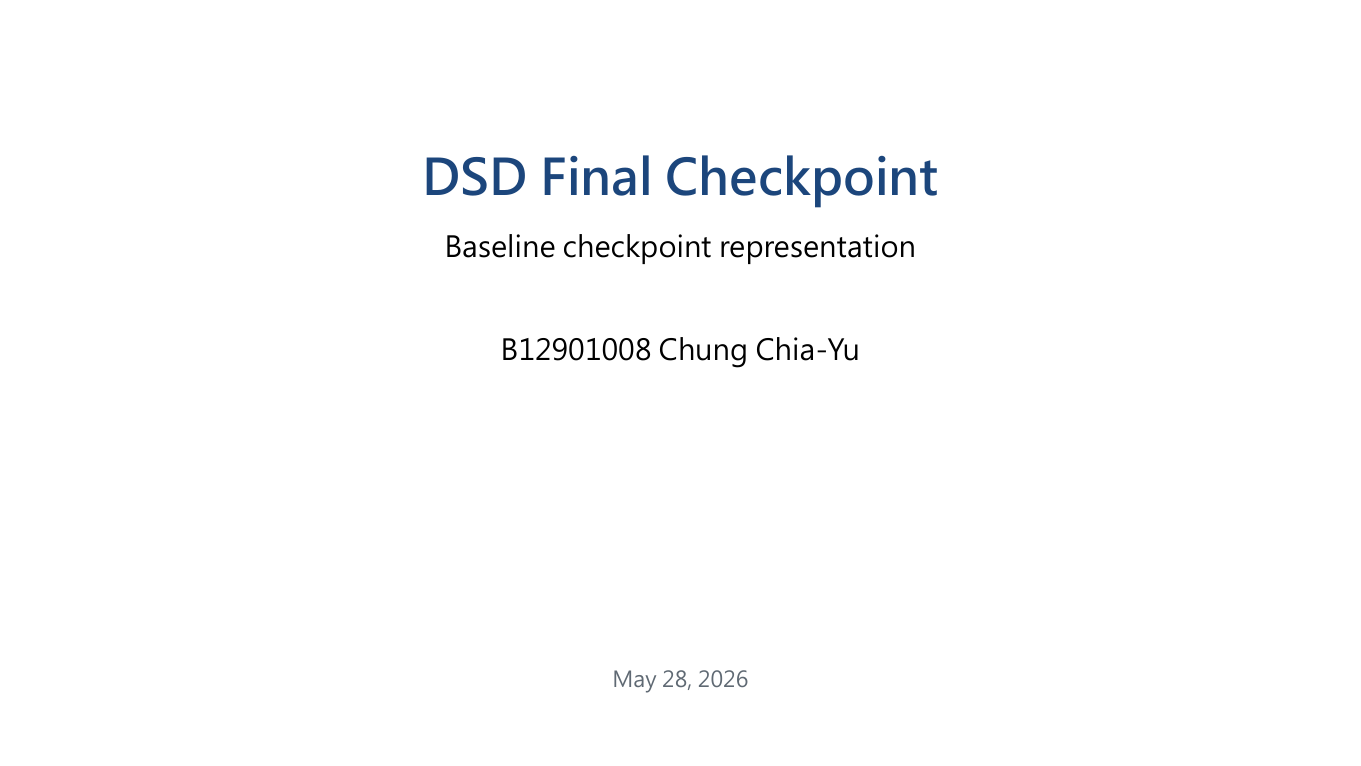 DSD Final Checkpoint
Baseline checkpoint representation
B12901008 Chung Chia-Yu
May 28, 2026